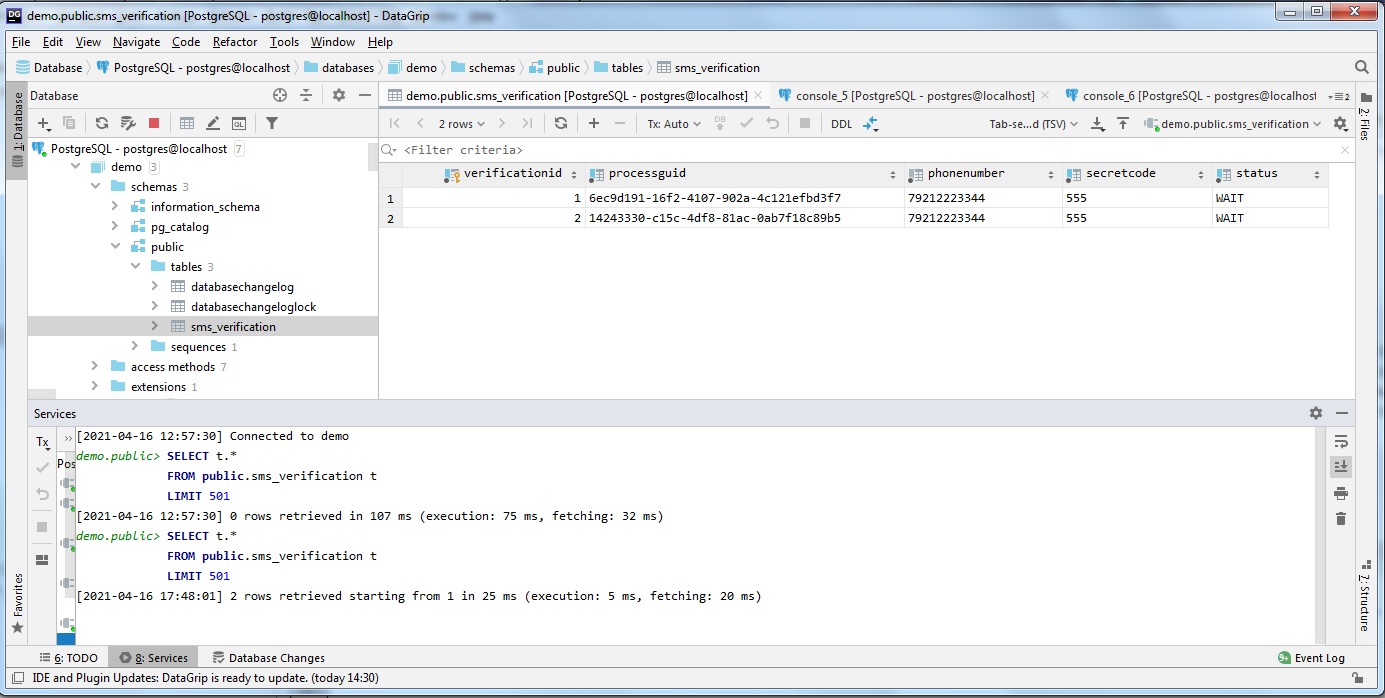 demo.public.sms_verification [PostgreSQL - postgres@localhost] - DataGrip
File Edit View Navigate Code Refactor Tools Window Help
Database PostgreSQL - postgres@localhost databases demo schemas public tables sms_verification
1: Database
Database
demo.public.sms_verification [PostgreSQL - postgres@localhost] console_5 [PostgreSQL - postgres@localhost] console_6 [PostgreSQL - postgres@localhost 2
2: Files
2 rows Tx: Auto DB DDL Tab-se...d (TSV) demo.public.sms_verification
QL
PostgreSQL - postgres@localhost 7
demo 3
schemas 3
information_schema
pg_catalog
public
tables 3
databasechangelog
databasechangeloglock
sms_verification
sequences 1
access methods 7
extensions 1
<Filter criteria>
verificationid processguid phonenumber secretcode status
1 1 6ec9d191-16f2-4107-902a-4c121efbd3f7 79212223344 555 WAIT
2 2 14243330-c15c-4df8-81ac-0ab7f18c89b5 79212223344 555 WAIT
Services
Tx
Pos
[2021-04-16 12:57:30] Connected to demo
demo.public> SELECT t.*
FROM public.sms_verification t
LIMIT 501
[2021-04-16 12:57:30] 0 rows retrieved in 107 ms (execution: 75 ms, fetching: 32 ms)
demo.public> SELECT t.*
FROM public.sms_verification t
LIMIT 501
[2021-04-16 17:48:01] 2 rows retrieved starting from 1 in 25 ms (execution: 5 ms, fetching: 20 ms)
Favorites
7: Structure
6: TODO 8: Services Database Changes Event Log
IDE and Plugin Updates: DataGrip is ready to update. (today 14:30)